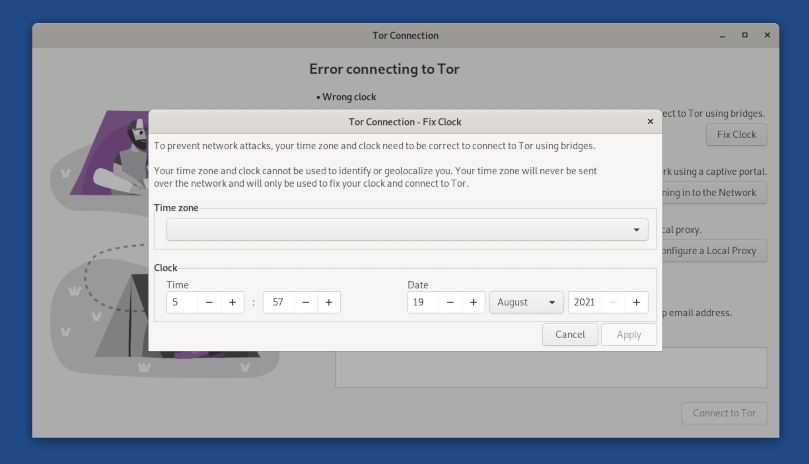 Tor Connection
Error connecting to Tor
• Wrong clock
ect to Tor using bridges.
Fix Clock
Tor Connection - Fix Clock
To prevent network attacks, your time zone and clock need to be correct to connect to Tor using bridges.
Your time zone and clock cannot be used to identify or geolocalize you. Your time zone will never be sent
over the network and will only be used to fix your clock and connect to Tor.
rk using a captive portal.
ning in to the Network
Time zone
cal proxy.
onfigure a Local Proxy
Clock
Time
Date
5 − + : 57 − + 19 − + August 2021 − +
p email address.
Cancel Apply
Connect to Tor